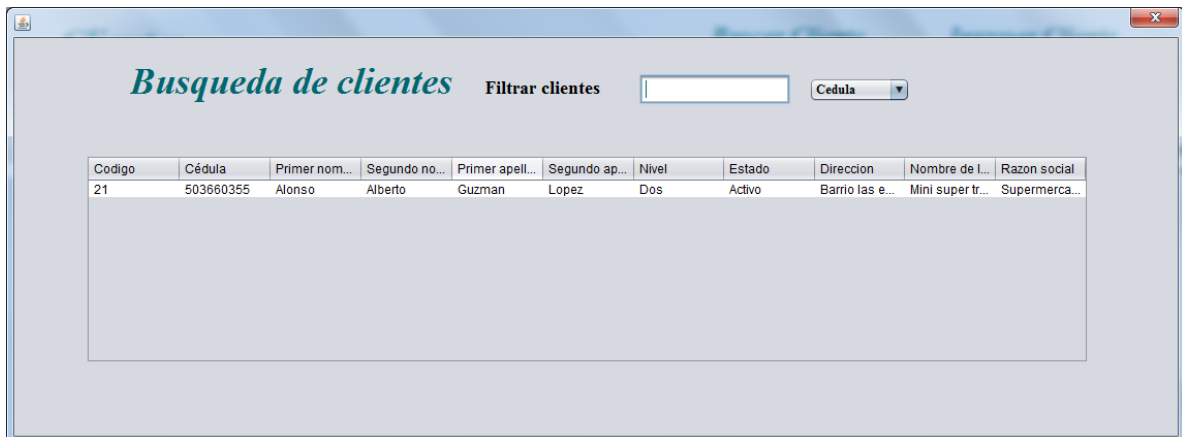 Busqueda de clientes Filtrar clientes Cedula
Codigo Cédula Primer nom... Segundo no... Primer apell... Segundo ap... Nivel Estado Direccion Nombre de l... Razon social
21 503660355 Alonso Alberto Guzman Lopez Dos Activo Barrio las e... Mini super tr... Supermerca...